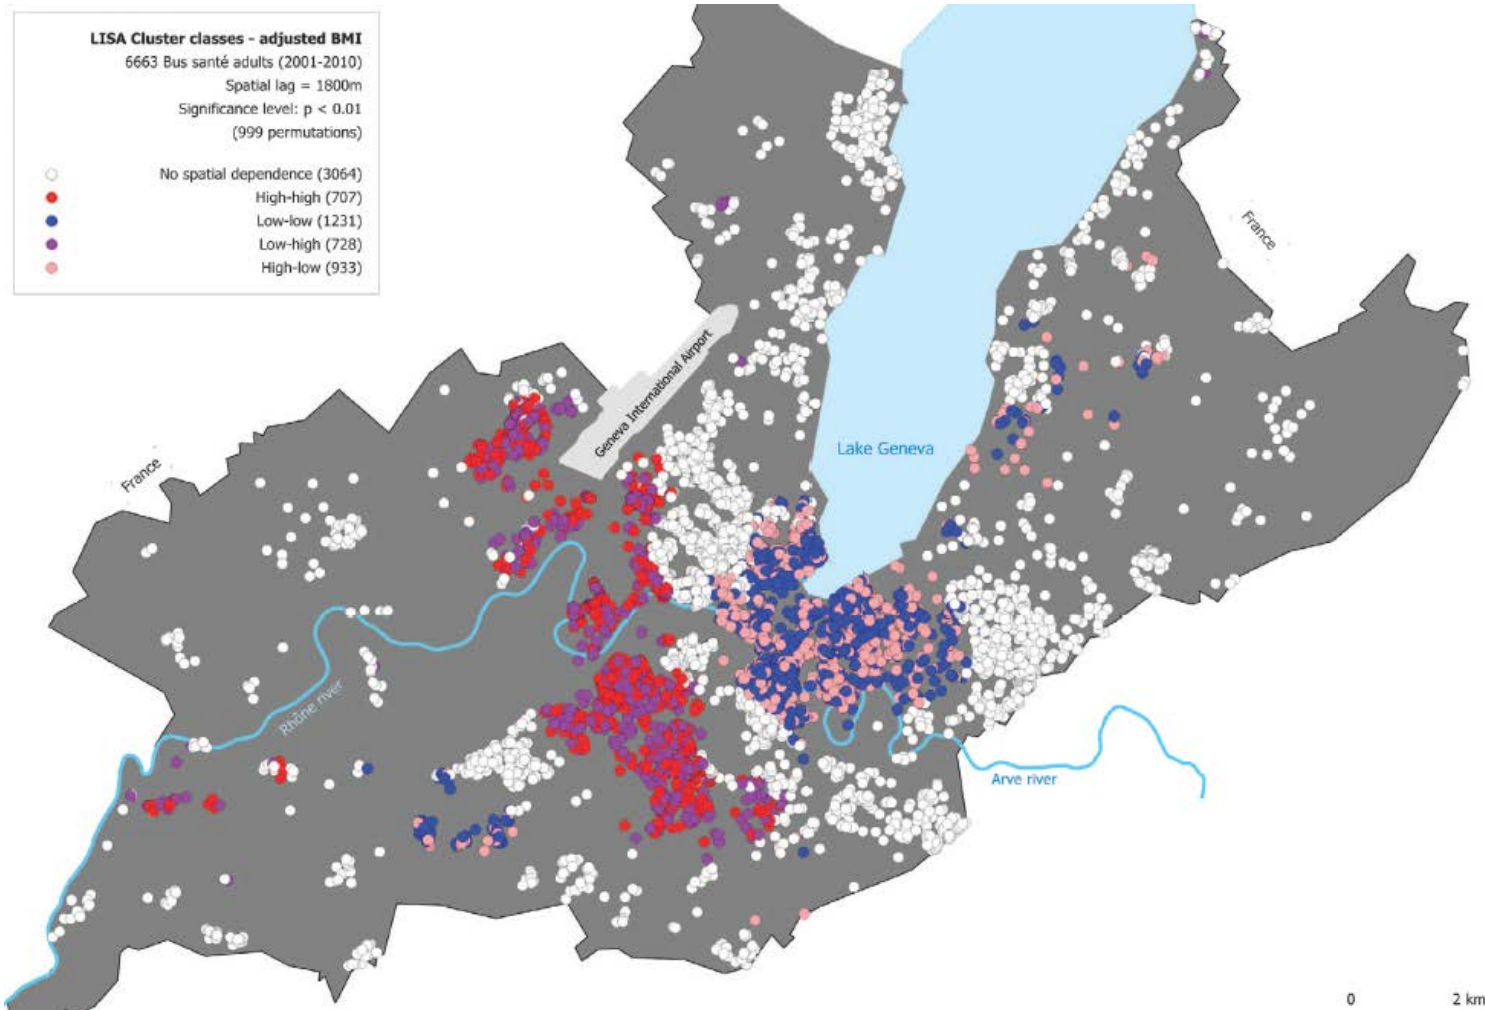 LISA Cluster classes - adjusted BMI
6663 Bus santé adults (2001-2010)
Spatial lag = 1800m
Significance level: p < 0.01
(999 permutations)
No spatial dependence (3064)
High-high (707)
Low-low (1231)
Low-high (728)
High-low (933)
France
Geneva International Airport
Lake Geneva
France
Rhône river
Arve river
0 2 km